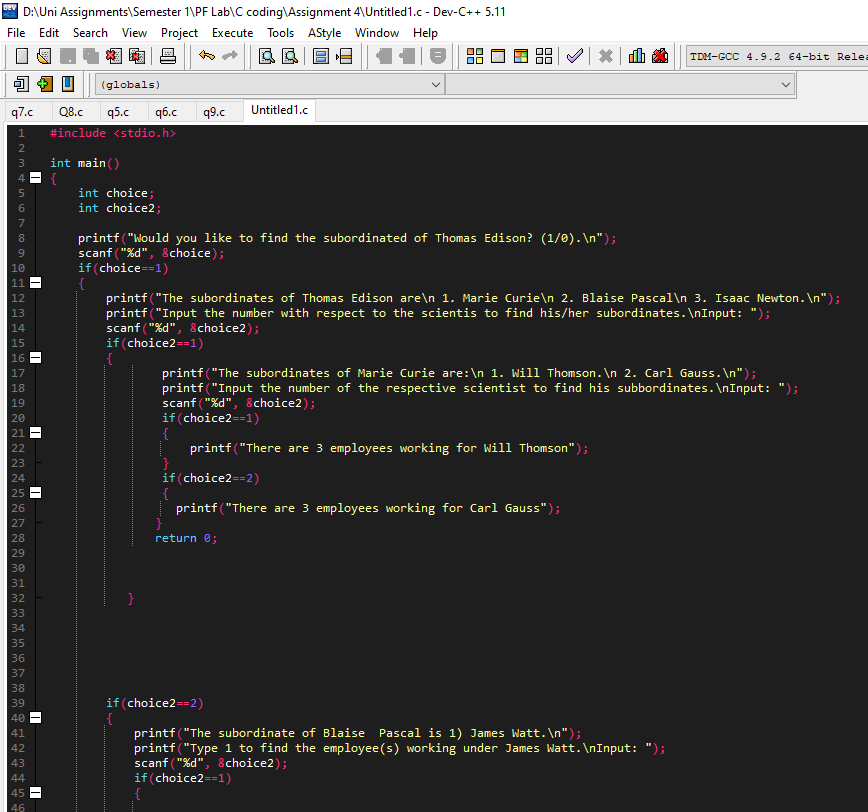 D:\Uni Assignments\Semester 1\PF Lab\C coding\Assignment 4\Untitled1.c - Dev-C++ 5.11
File Edit Search View Project Execute Tools AStyle Window Help
TDM-GCC 4.9.2 64-bit Relea
(globals)
q7.c Q8.c q5.c q6.c q9.c Untitled1.c
1 #include <stdio.h>
2
3 int main()
4 {
5 int choice;
6 int choice2;
7
8 printf("Would you like to find the subordinated of Thomas Edison? (1/0).\n");
9 scanf("%d", &choice);
10 if(choice==1)
11 {
12 printf("The subordinates of Thomas Edison are\n 1. Marie Curie\n 2. Blaise Pascal\n 3. Isaac Newton.\n");
13 printf("Input the number with respect to the scientis to find his/her subordinates.\nInput: ");
14 scanf("%d", &choice2);
15 if(choice2==1)
16 {
17 printf("The subordinates of Marie Curie are:\n 1. Will Thomson.\n 2. Carl Gauss.\n");
18 printf("Input the number of the respective scientist to find his subbordinates.\nInput: ");
19 scanf("%d", &choice2);
20 if(choice2==1)
21 {
22 printf("There are 3 employees working for Will Thomson");
23 }
24 if(choice2==2)
25 {
26 printf("There are 3 employees working for Carl Gauss");
27 }
28 return 0;
29
30
31
32 }
33
34
35
36
37
38
39 if(choice2==2)
40 {
41 printf("The subordinate of Blaise  Pascal is 1) James Watt.\n");
42 printf("Type 1 to find the employee(s) working under James Watt.\nInput: ");
43 scanf("%d", &choice2);
44 if(choice2==1)
45 {
46